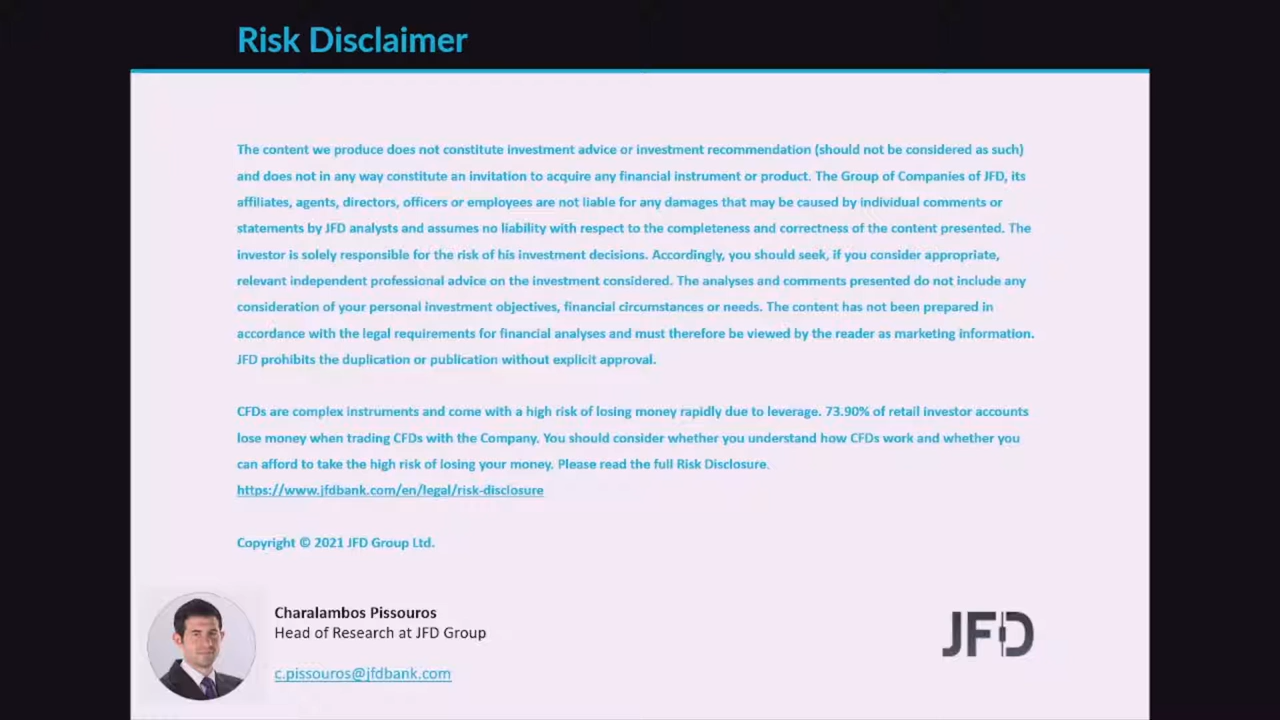 Risk Disclaimer
The content we produce does not constitute investment advice or investment recommendation (should not be considered as such)
and does not in any way constitute an invitation to acquire any financial instrument or product. The Group of Companies of JFD, its
affiliates, agents, directors, officers or employees are not liable for any damages that may be caused by individual comments or
statements by JFD analysts and assumes no liability with respect to the completeness and correctness of the content presented. The
investor is solely responsible for the risk of his investment decisions. Accordingly, you should seek, if you consider appropriate,
relevant independent professional advice on the investment considered. The analyses and comments presented do not include any
consideration of your personal investment objectives, financial circumstances or needs. The content has not been prepared in
accordance with the legal requirements for financial analyses and must therefore be viewed by the reader as marketing information.
JFD prohibits the duplication or publication without explicit approval.
CFDs are complex instruments and come with a high risk of losing money rapidly due to leverage. 73.90% of retail investor accounts
lose money when trading CFDs with the Company. You should consider whether you understand how CFDs work and whether you
can afford to take the high risk of losing your money. Please read the full Risk Disclosure.
https://www.jfdbank.com/en/legal/risk-disclosure
Copyright © 2021 JFD Group Ltd.
Charalambos Pissouros
Head of Research at JFD Group
c.pissouros@jfdbank.com
JFD